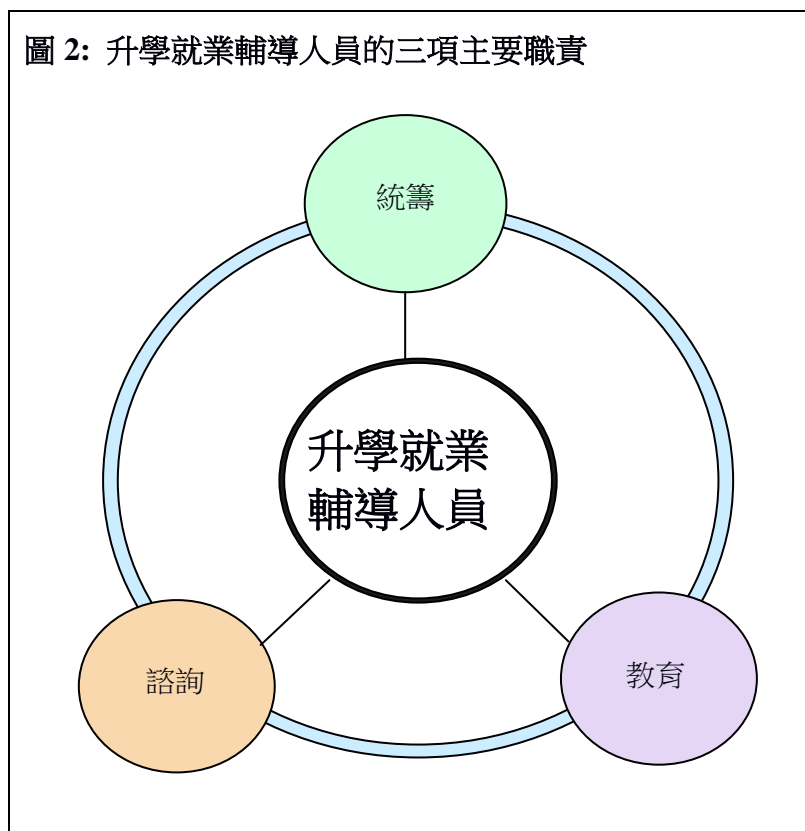 圖 2: 升學就業輔導人員的三項主要職責
統籌
升學就業
輔導人員
諮詢
教育